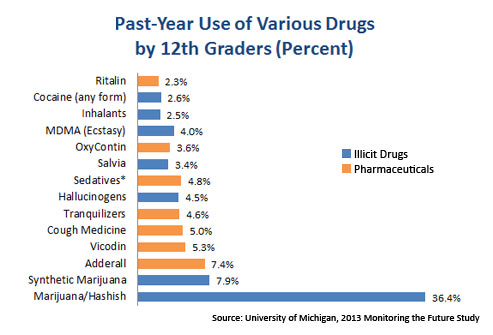 Past-Year Use of Various Drugs
by 12th Graders (Percent)
Ritalin 2.3%
Cocaine (any form) 2.6%
Inhalants 2.5%
MDMA (Ecstasy) 4.0%
OxyContin 3.6%
Salvia 3.4%
Sedatives* 4.8%
Hallucinogens 4.5%
Tranquilizers 4.6%
Cough Medicine 5.0%
Vicodin 5.3%
Adderall 7.4%
Synthetic Marijuana 7.9%
Marijuana/Hashish 36.4%
Illicit Drugs
Pharmaceuticals
Source: University of Michigan, 2013 Monitoring the Future Study